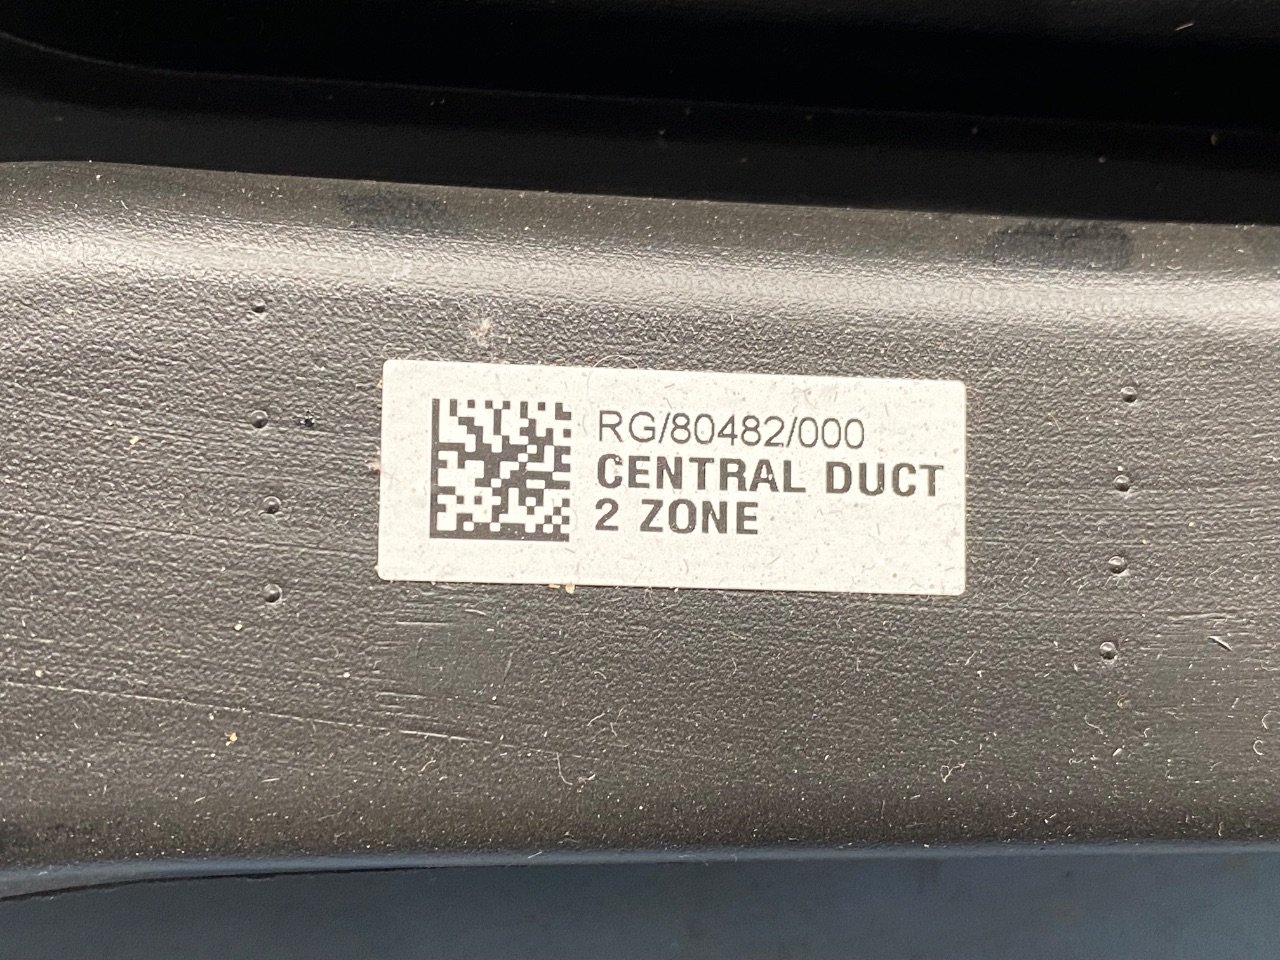 RG/80482/000
CENTRAL DUCT
2 ZONE